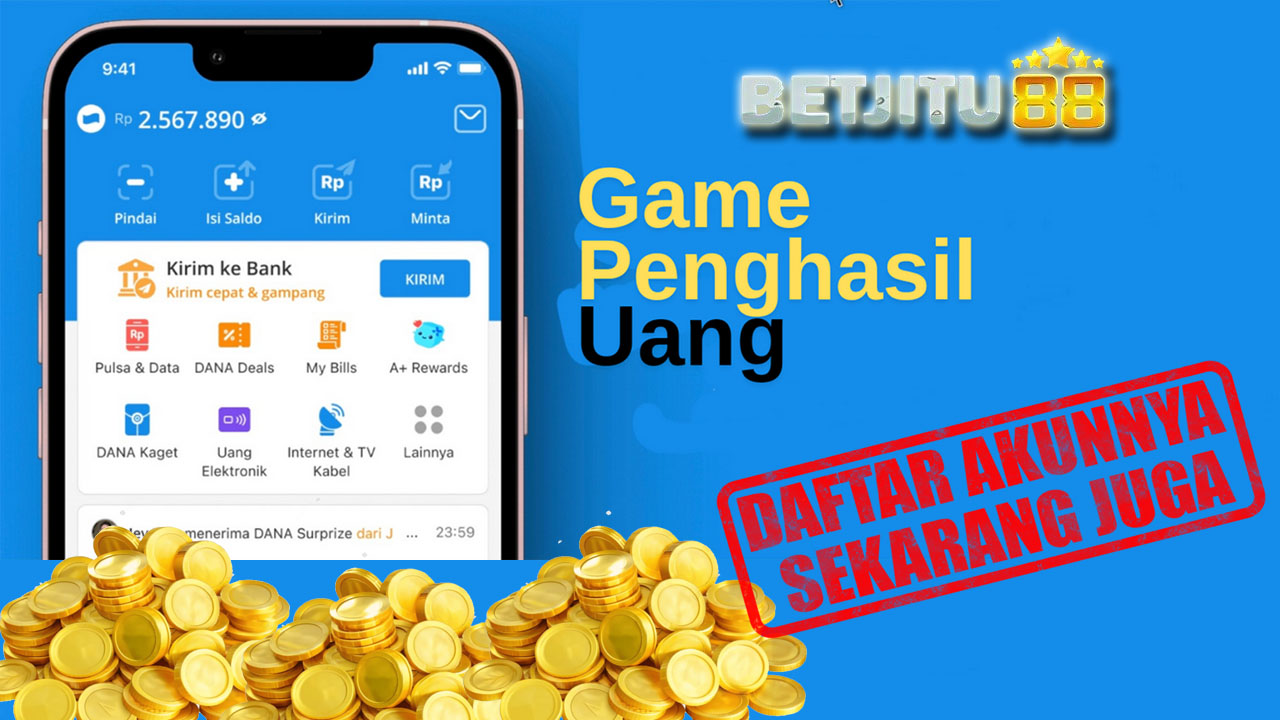 9:41
Rp 2.567.890
Rp
Rp
Pindai
Isi Saldo
Kirim
Minta
Kirim ke Bank
Kirim cepat & gampang
KIRIM
Rp
Pulsa & Data
DANA Deals
My Bills
A+ Rewards
DANA Kaget
Uang
Elektronik
Internet & TV
Kabel
Lainnya
menerima DANA Surprize dari J ...
23:59
BETJITU88
Game
Penghasil
Uang
DAFTAR AKUNNYA
SEKARANG JUGA